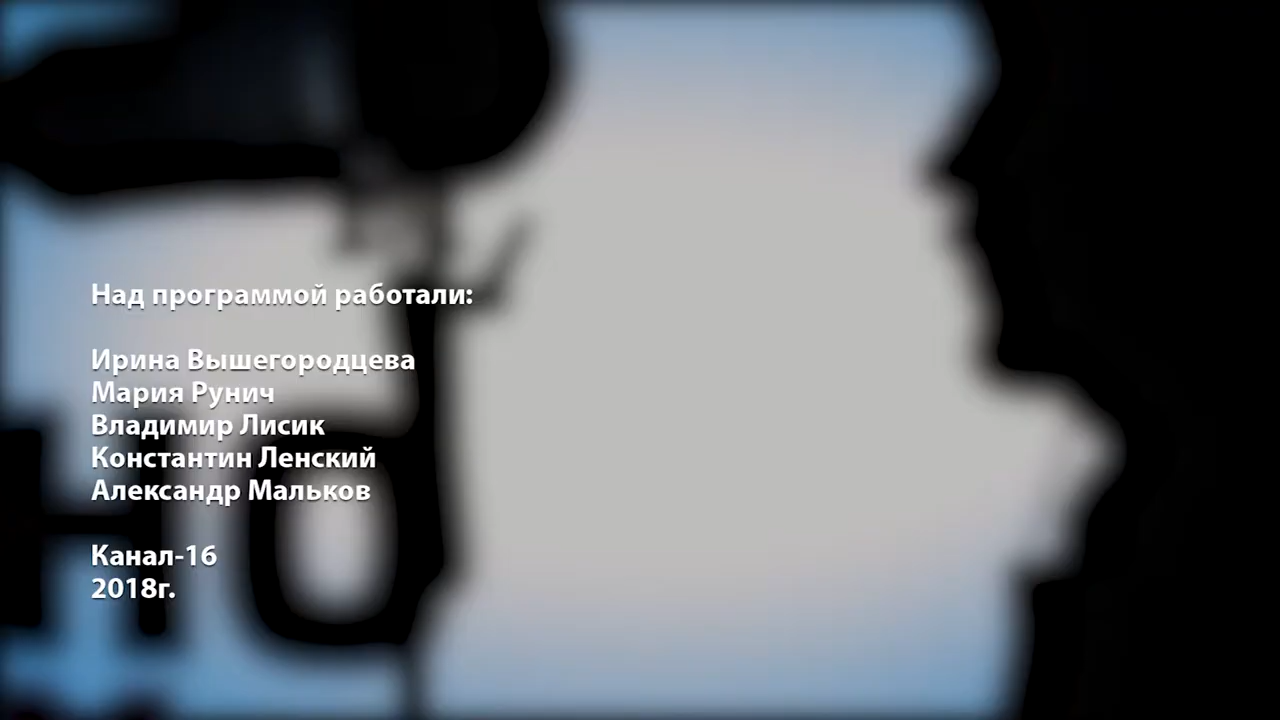 Над программой работали:
Ирина Вышегородцева
Мария Рунич
Владимир Лисик
Константин Ленский
Александр Мальков
Канал-16
2018г.